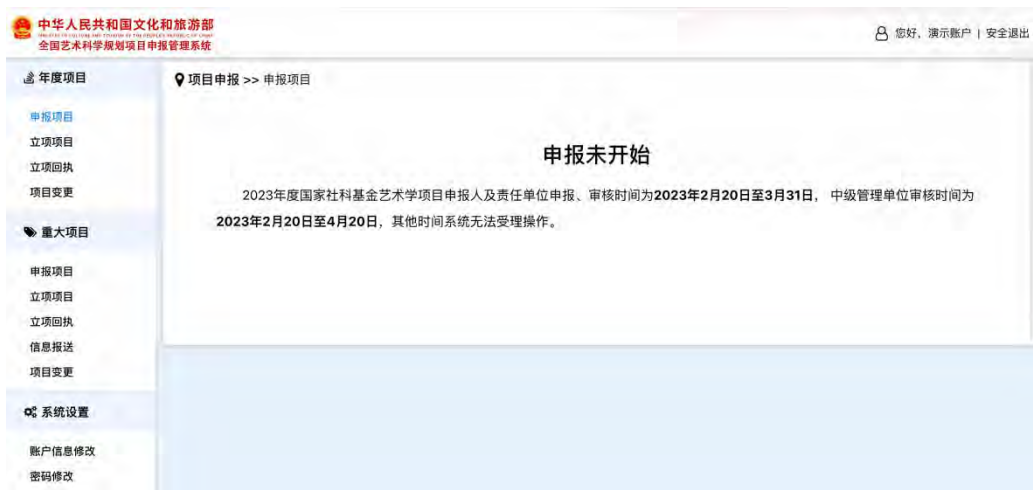 中华人民共和国文化和旅游部
全国艺术科学规划项目申报管理系统
您好，演示账户 | 安全退出
年度项目
申报项目
立项项目
立项回执
项目变更
重大项目
申报项目
立项项目
立项回执
信息报送
项目变更
系统设置
账户信息修改
密码修改
项目申报 >> 申报项目
申报未开始
2023年度国家社科基金艺术学项目申报人及责任单位申报、审核时间为2023年2月20日至3月31日， 中级管理单位审核时间为
2023年2月20日至4月20日，其他时间系统无法受理操作。